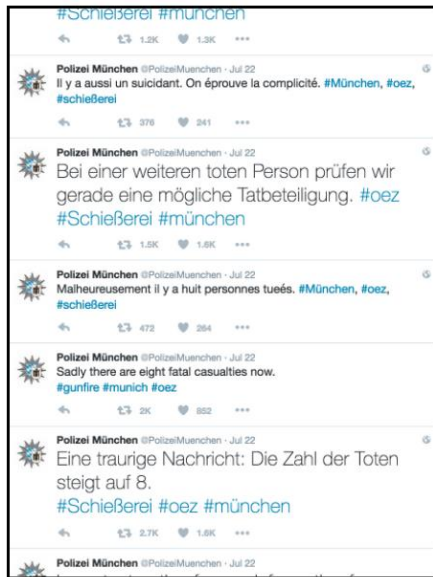 #Schießerei #münchen
1.2K 1.3K
Polizei München @PolizeiMuenchen · Jul 22
Il y a aussi un suicidant. On éprouve la complicité. #München, #oez,
#schießerei
376 241
Polizei München @PolizeiMuenchen · Jul 22
Bei einer weiteren toten Person prüfen wir
gerade eine mögliche Tatbeteiligung. #oez
#Schießerei #münchen
1.5K 1.6K
Polizei München @PolizeiMuenchen · Jul 22
Malheureusement il y a huit personnes tueés. #München, #oez,
#schießerei
472 264
Polizei München @PolizeiMuenchen · Jul 22
Sadly there are eight fatal casualties now.
#gunfire #munich #oez
2K 852
Polizei München @PolizeiMuenchen · Jul 22
Eine traurige Nachricht: Die Zahl der Toten
steigt auf 8.
#Schießerei #oez #münchen
2.7K 1.6K
Polizei München @PolizeiMuenchen · Jul 22